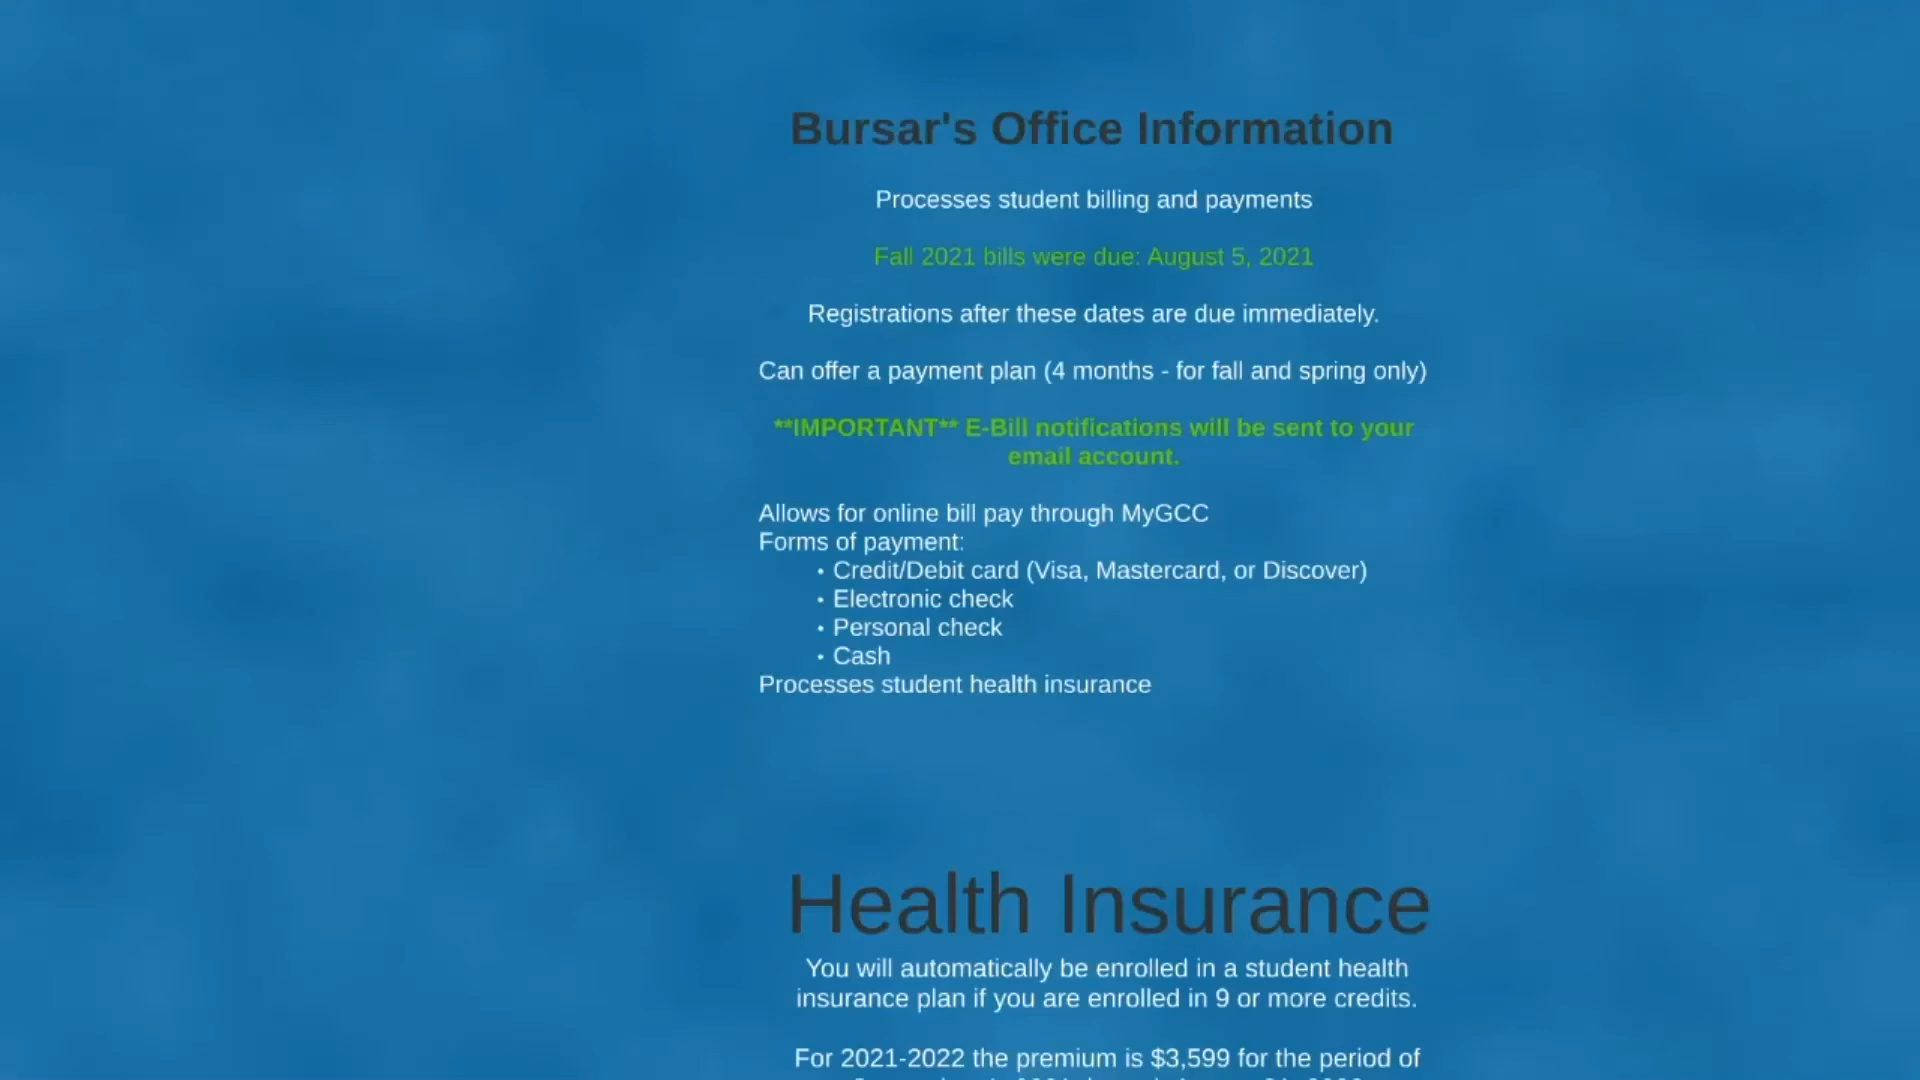 Bursar's Office Information
Processes student billing and payments
Fall 2021 bills were due: August 5, 2021
Registrations after these dates are due immediately.
Can offer a payment plan (4 months - for fall and spring only)
**IMPORTANT** E-Bill notifications will be sent to your
email account.
Allows for online bill pay through MyGCC
Forms of payment:
• Credit/Debit card (Visa, Mastercard, or Discover)
• Electronic check
• Personal check
• Cash
Processes student health insurance
Health Insurance
You will automatically be enrolled in a student health
insurance plan if you are enrolled in 9 or more credits.
For 2021-2022 the premium is $3,599 for the period of